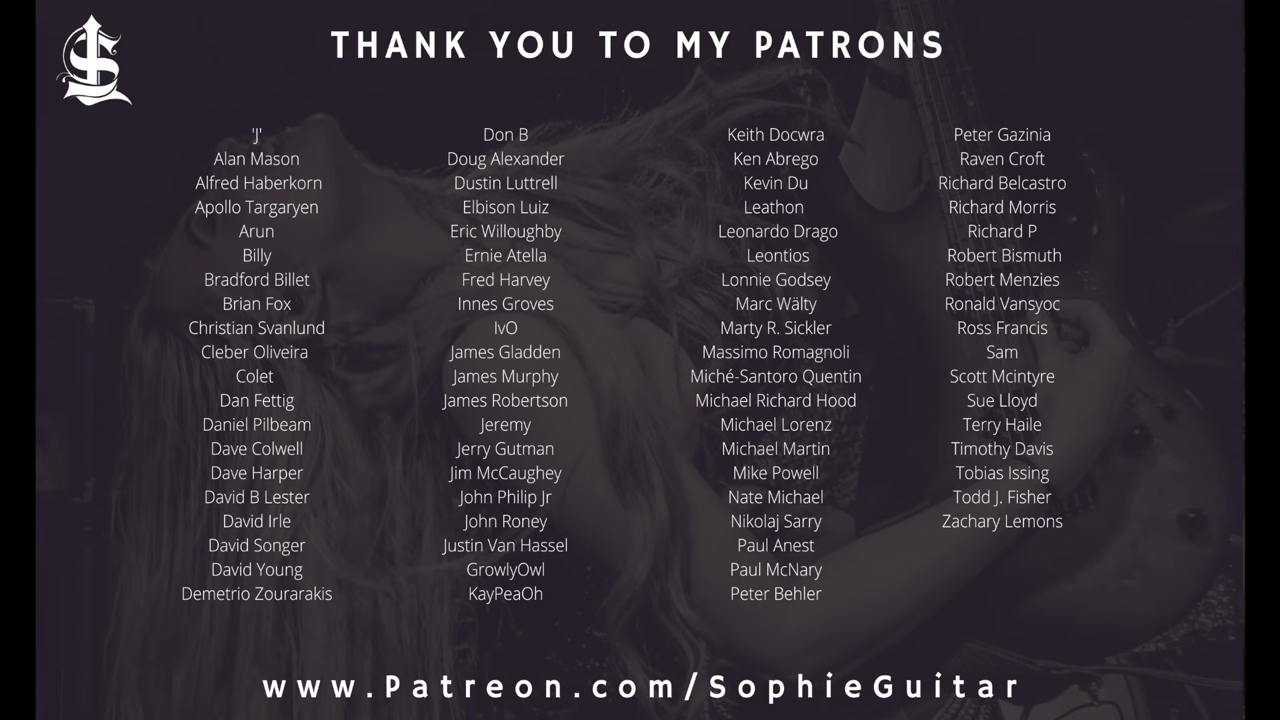 THANK YOU TO MY PATRONS
'J'
Alan Mason
Alfred Haberkorn
Apollo Targaryen
Arun
Billy
Bradford Billet
Brian Fox
Christian Svanlund
Cleber Oliveira
Colet
Dan Fettig
Daniel Pilbeam
Dave Colwell
Dave Harper
David B Lester
David Irle
David Songer
David Young
Demetrio Zourarakis
Don B
Doug Alexander
Dustin Luttrell
Elbison Luiz
Eric Willoughby
Ernie Atella
Fred Harvey
Innes Groves
IvO
James Gladden
James Murphy
James Robertson
Jeremy
Jerry Gutman
Jim McCaughey
John Philip Jr
John Roney
Justin Van Hassel
GrowlyOwl
KayPeaOh
Keith Docwra
Ken Abrego
Kevin Du
Leathon
Leonardo Drago
Leontios
Lonnie Godsey
Marc Wälty
Marty R. Sickler
Massimo Romagnoli
Miché-Santoro Quentin
Michael Richard Hood
Michael Lorenz
Michael Martin
Mike Powell
Nate Michael
Nikolaj Sarry
Paul Anest
Paul McNary
Peter Behler
Peter Gazinia
Raven Croft
Richard Belcastro
Richard Morris
Richard P
Robert Bismuth
Robert Menzies
Ronald Vansyoc
Ross Francis
Sam
Scott Mcintyre
Sue Lloyd
Terry Haile
Timothy Davis
Tobias Issing
Todd J. Fisher
Zachary Lemons
www.Patreon.com/SophieGuitar